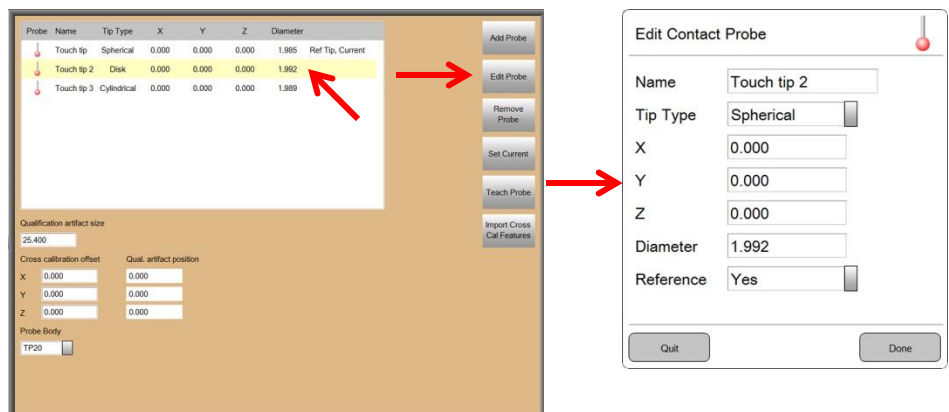 Probe Name Tip Type X Y Z Diameter
Touch tip Spherical 0.000 0.000 0.000 1.985 Ref Tip, Current
Touch tip 2 Disk 0.000 0.000 0.000 1.992
Touch tip 3 Cylindrical 0.000 0.000 0.000 1.989
Qualification artifact size
25.400
Cross calibration offset Qual. artifact position
X 0.000 0.000
Y 0.000 0.000
Z 0.000 0.000
Probe Body
TP20
Add Probe
Edit Probe
Remove
Probe
Set Current
Teach Probe
Import Cross
Cal Features
Edit Contact Probe
Name Touch tip 2
Tip Type Spherical
X 0.000
Y 0.000
Z 0.000
Diameter 1.992
Reference Yes
Quit Done